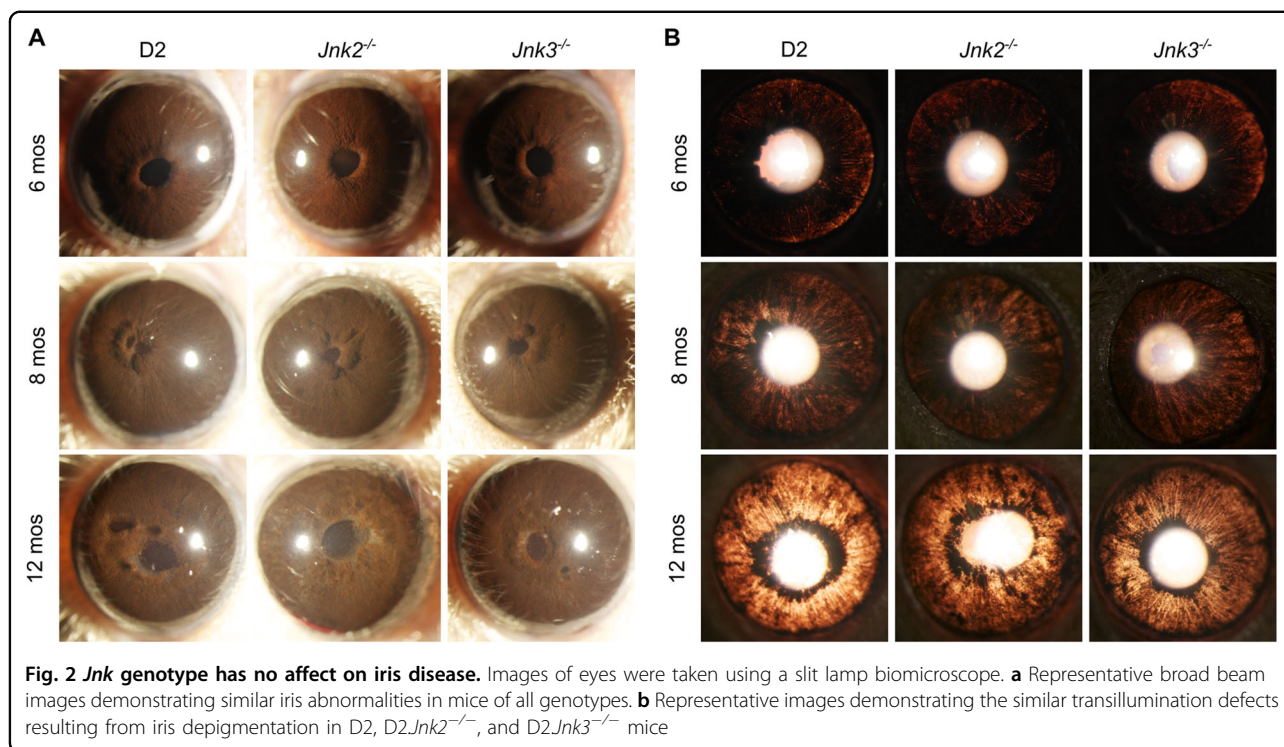 A
D2
Jnk2-/-
Jnk3-/-
6 mos
8 mos
12 mos
B
D2
Jnk2-/-
Jnk3-/-
6 mos
8 mos
12 mos
Fig. 2 Jnk genotype has no affect on iris disease. Images of eyes were taken using a slit lamp biomicroscope. a Representative broad beam
images demonstrating similar iris abnormalities in mice of all genotypes. b Representative images demonstrating the similar transillumination defects
resulting from iris depigmentation in D2, D2.Jnk2−/−, and D2.Jnk3−/− mice